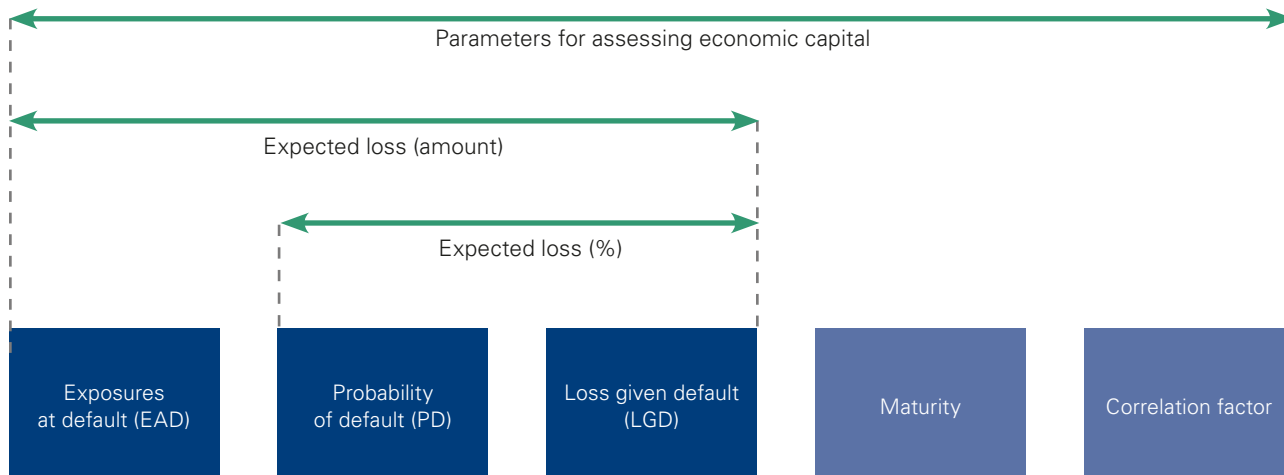 Parameters for assessing economic capital
Expected loss (amount)
Expected loss (%)
Exposures
at default (EAD)
Probability
of default (PD)
Loss given default
(LGD)
Maturity
Correlation factor